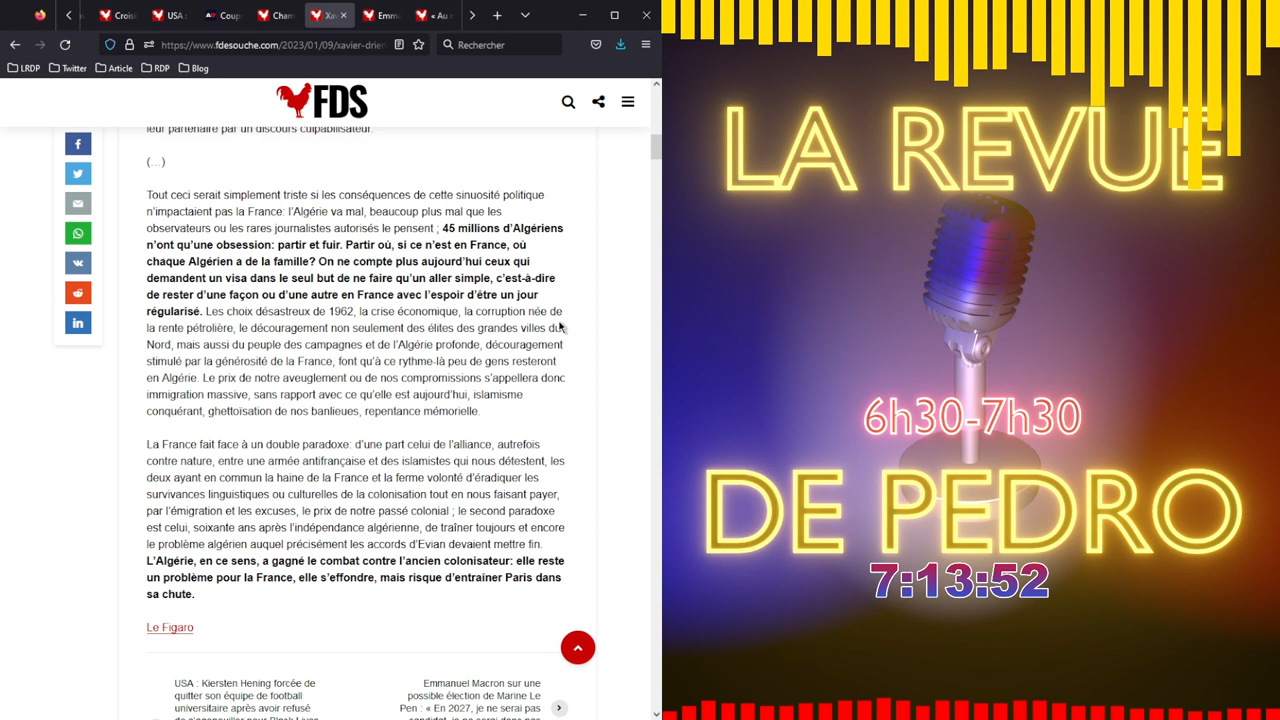 Croisi
USA :
Coup
Cham
Xav
Emma
« Au r
https://www.fdesouche.com/2023/01/09/xavier-drien
Rechercher
LRDP
Twitter
Article
RDP
Blog
FDS
leur partenaire par un discours culpabilisateur.
(…)
Tout ceci serait simplement triste si les conséquences de cette sinuosité politique
n’impactaient pas la France: l’Algérie va mal, beaucoup plus mal que les
observateurs ou les rares journalistes autorisés le pensent ; 45 millions d’Algériens
n’ont qu’une obsession: partir et fuir. Partir où, si ce n’est en France, où
chaque Algérien a de la famille? On ne compte plus aujourd’hui ceux qui
demandent un visa dans le seul but de ne faire qu’un aller simple, c’est-à-dire
de rester d’une façon ou d’une autre en France avec l’espoir d’être un jour
régularisé. Les choix désastreux de 1962, la crise économique, la corruption née de
la rente pétrolière, le découragement non seulement des élites des grandes villes du
Nord, mais aussi du peuple des campagnes et de l’Algérie profonde, découragement
stimulé par la générosité de la France, font qu’à ce rythme-là peu de gens resteront
en Algérie. Le prix de notre aveuglement ou de nos compromissions s’appellera donc
immigration massive, sans rapport avec ce qu’elle est aujourd’hui, islamisme
conquérant, ghettoïsation de nos banlieues, repentance mémorielle.
La France fait face à un double paradoxe: d’une part celui de l’alliance, autrefois
contre nature, entre une armée antifrançaise et des islamistes qui nous détestent, les
deux ayant en commun la haine de la France et la ferme volonté d’éradiquer les
survivances linguistiques ou culturelles de la colonisation tout en nous faisant payer,
par l’émigration et les excuses, le prix de notre passé colonial ; le second paradoxe
est celui, soixante ans après l’indépendance algérienne, de traîner toujours et encore
le problème algérien auquel précisément les accords d’Evian devaient mettre fin.
L’Algérie, en ce sens, a gagné le combat contre l’ancien colonisateur: elle reste
un problème pour la France, elle s’effondre, mais risque d’entraîner Paris dans
sa chute.
Le Figaro
USA : Kiersten Hening forcée de
quitter son équipe de football
universitaire après avoir refusé
Emmanuel Macron sur une
possible élection de Marine Le
Pen : « En 2027, je ne serai pas
LA REVUE
6h30-7h30
DE PEDRO
7:13:52